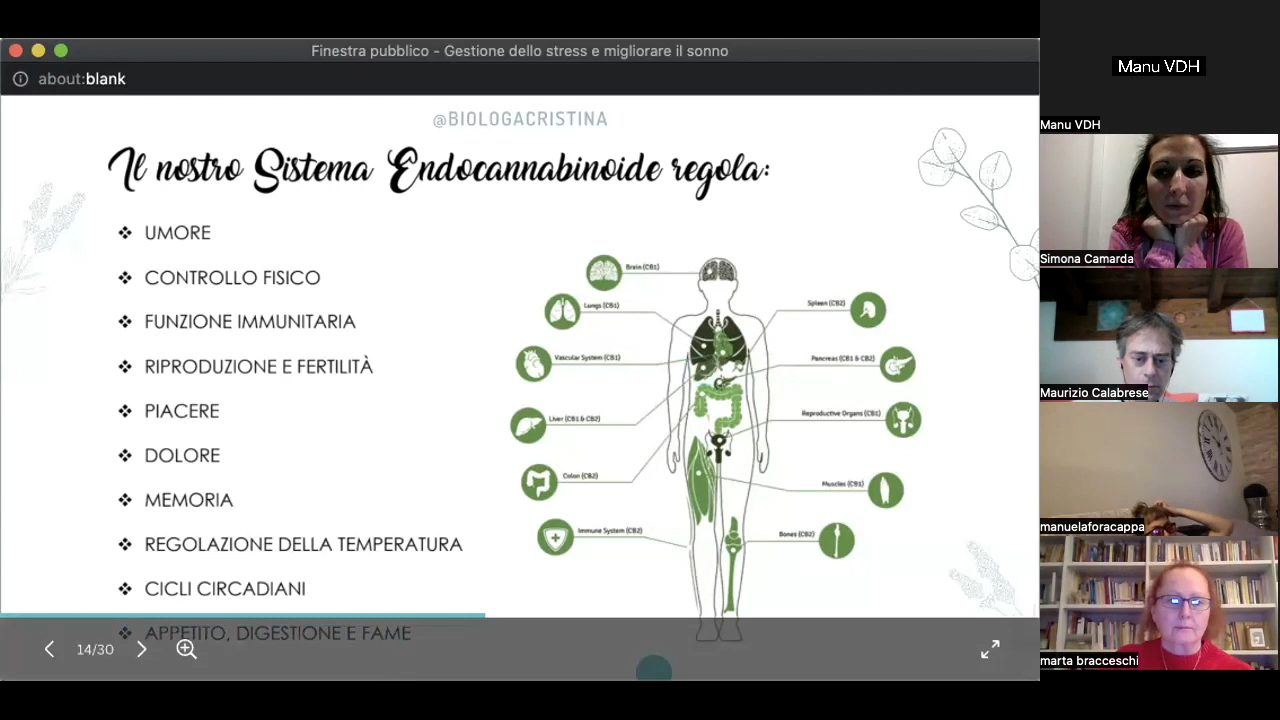 Finestra pubblico - Gestione dello stress e migliorare il sonno
about:blank
@BIOLOGACRISTINA
Il nostro Sistema Endocannabinoide regola:
UMORE
CONTROLLO FISICO
FUNZIONE IMMUNITARIA
RIPRODUZIONE E FERTILITÀ
PIACERE
DOLORE
MEMORIA
REGOLAZIONE DELLA TEMPERATURA
CICLI CIRCADIANI
APPETITO, DIGESTIONE E FAME
Brain (CB1)
Lungs (CB1)
Vascular System (CB1)
Liver (CB1 & CB2)
Colon (CB2)
Immune System (CB2)
Spleen (CB2)
Pancreas (CB1 & CB2)
Reproductive Organs (CB1)
Muscles (CB1)
Bones (CB2)
14/30
Manu VDH
Manu VDH
Simona Camarda
Maurizio Calabrese
manuelaforacappa
marta bracceschi